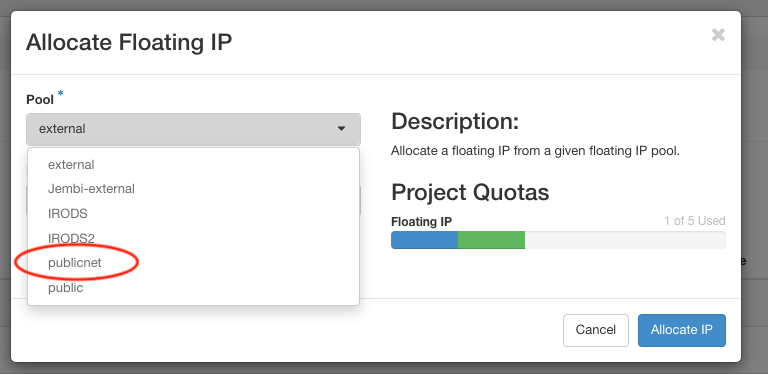 Allocate Floating IP
×
Pool *
external
external
Jembi-external
IRODS
IRODS2
publicnet
public
Description:
Allocate a floating IP from a given floating IP pool.
Project Quotas
Floating IP
1 of 5 Used
e
Cancel
Allocate IP